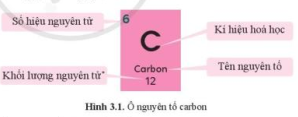 Số hiệu nguyên tử
6
C
Kí hiệu hoá học
Carbon
Tên nguyên tố
Khối lượng nguyên tử*
12
Hình 3.1. Ô nguyên tố carbon